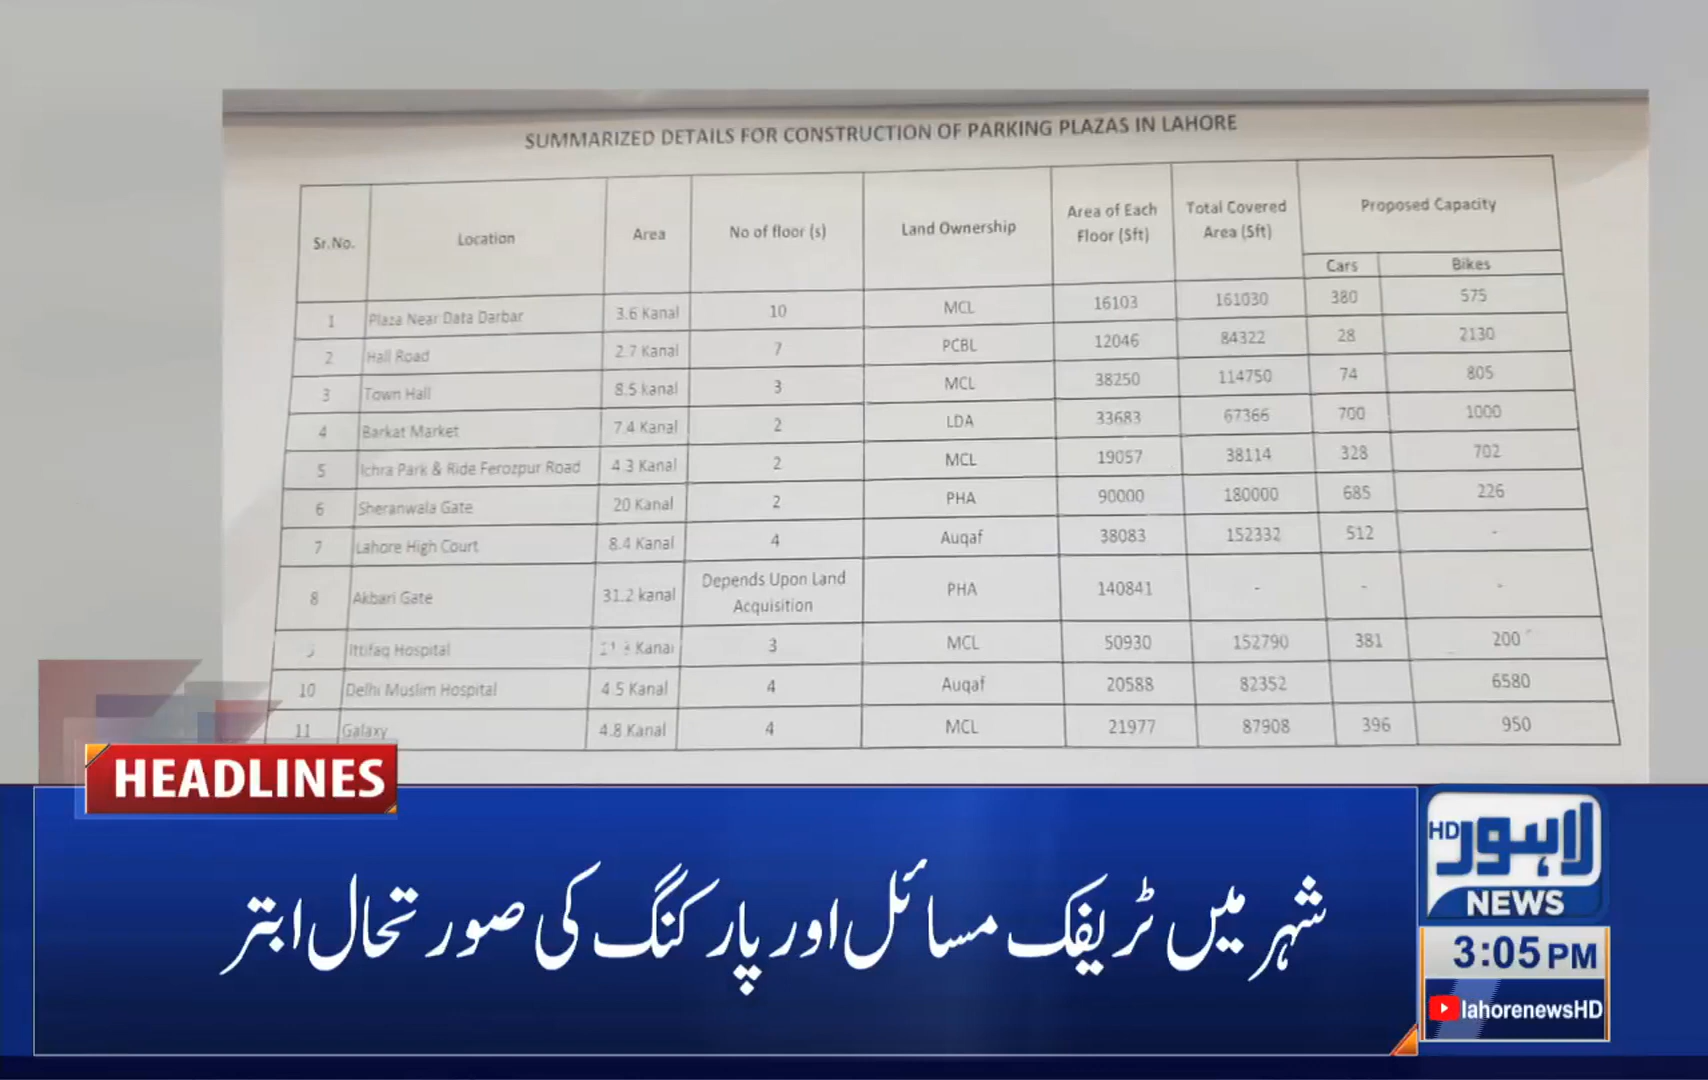 SUMMARIZED DETAILS FOR CONSTRUCTION OF PARKING PLAZAS IN LAHORE
Sr.No. Location Area No of floor (s) Land Ownership Area of Each Floor (Sft) Total Covered Area (Sft) Proposed Capacity
Cars Bikes
1 Plaza Near Data Darbar 3.6 Kanal 10 MCL 16103 161030 380 575
2 Hall Road 2.7 Kanal 7 PCBL 12046 84322 28 2130
3 Town Hall 8.5 kanal 3 MCL 38250 114750 74 805
4 Barkat Market 7.4 Kanal 2 LDA 33683 67366 700 1000
5 Ichra Park & Ride Ferozpur Road 4.3 Kanal 2 MCL 19057 38114 328 702
6 Sheranwala Gate 20 Kanal 2 PHA 90000 180000 685 226
7 Lahore High Court 8.4 Kanal 4 Auqaf 38083 152332 512 -
8 Akbari Gate 31.2 kanal Depends Upon Land Acquisition PHA 140841 - - -
Ittifaq Hospital Kanal 3 MCL 50930 152790 381 200
10 Delhi Muslim Hospital 4.5 Kanal 4 Auqaf 20588 82352 6580
11 Galaxy 4.8 Kanal 4 MCL 21977 87908 396 950
HEADLINES
شہر میں ٹریفک مسائل اور پارکنگ کی صورتحال ابتر
لاہور HD
NEWS
3:05 PM
lahorenewsHD